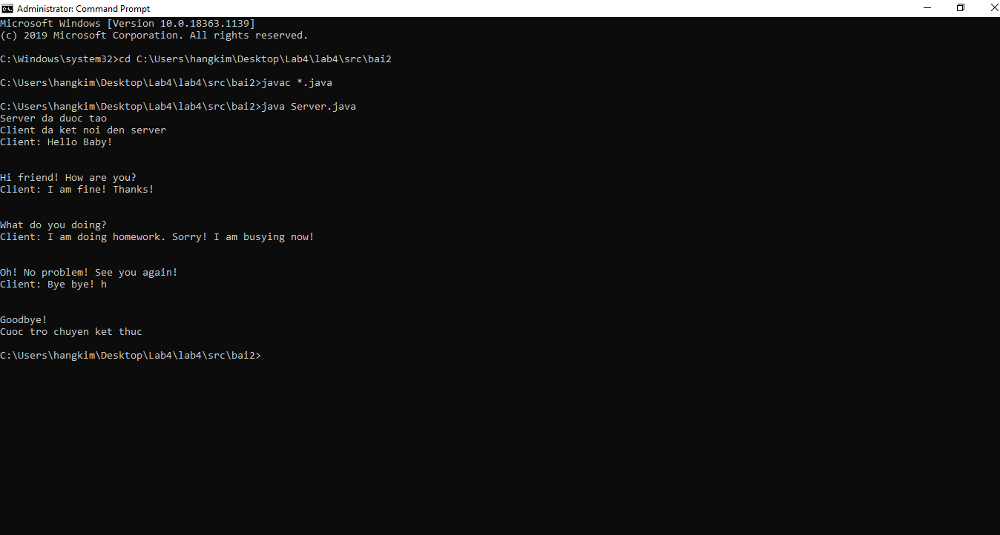 Administrator: Command Prompt
Microsoft Windows [Version 10.0.18363.1139]
(c) 2019 Microsoft Corporation. All rights reserved.
C:\Windows\system32>cd C:\Users\hangkim\Desktop\Lab4\lab4\src\bai2
C:\Users\hangkim\Desktop\Lab4\lab4\src\bai2>javac *.java
C:\Users\hangkim\Desktop\Lab4\lab4\src\bai2>java Server.java
Server da duoc tao
Client da ket noi den server
Client: Hello Baby!
Hi friend! How are you?
Client: I am fine! Thanks!
What do you doing?
Client: I am doing homework. Sorry! I am busying now!
Oh! No problem! See you again!
Client: Bye bye! h
Goodbye!
Cuoc tro chuyen ket thuc
C:\Users\hangkim\Desktop\Lab4\lab4\src\bai2>